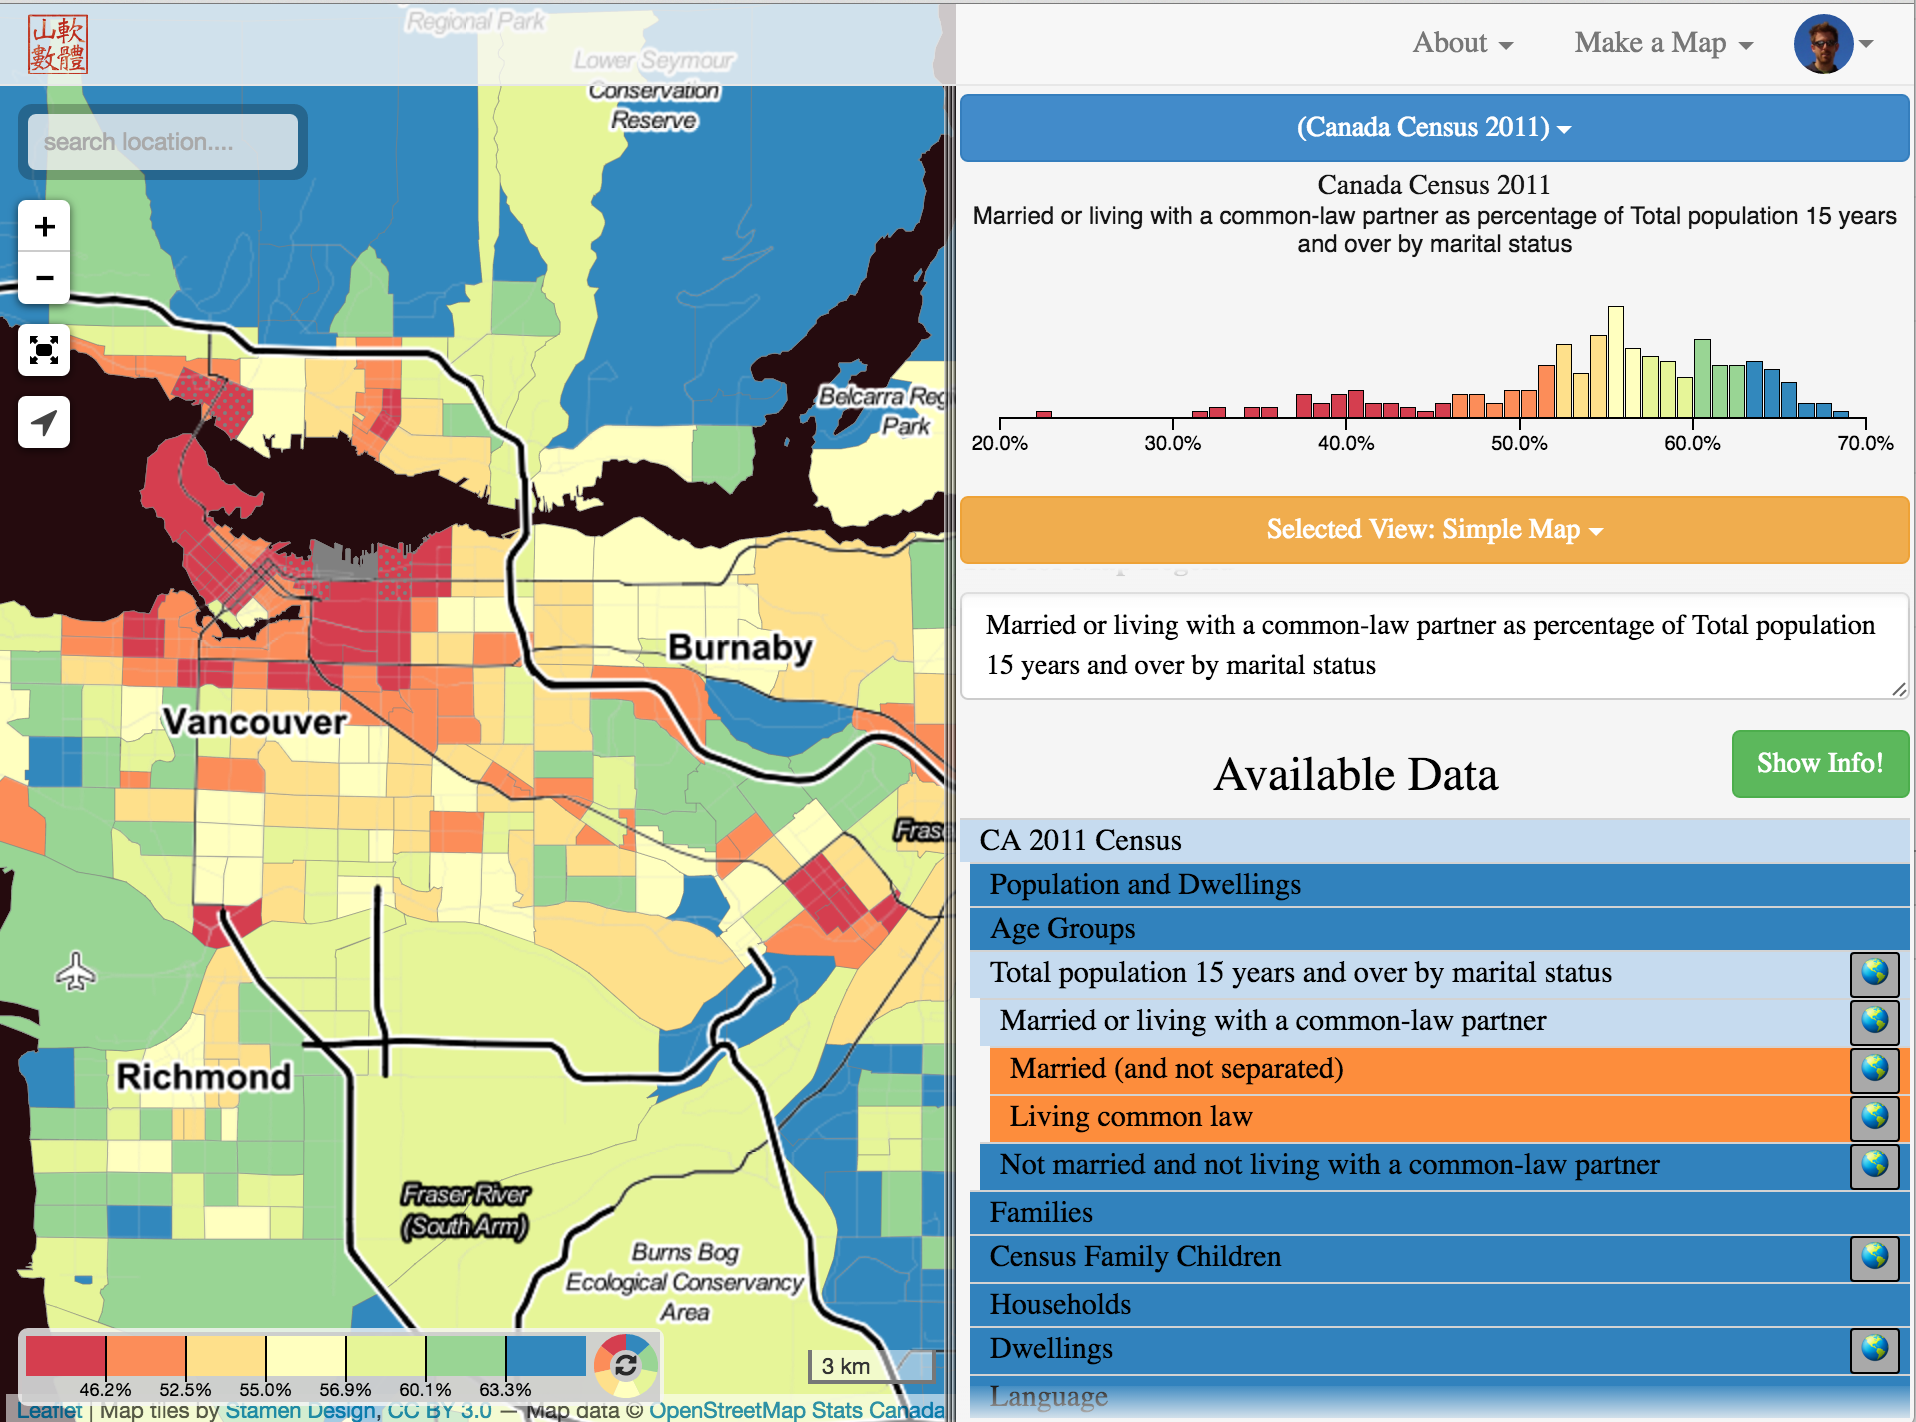 山軟
數體
Regional Park
Lower Seymour
Conservation
Reserve
search location....
+
−
Belcarra Reg
Park
Burnaby
Vancouver
Fras
Richmond
Fraser River
(South Arm)
Burns Bog
Ecological Conservancy
Area
46.2% 52.5% 55.0% 56.9% 60.1% 63.3%
3 km
Leaflet | Map tiles by Stamen Design, CC BY 3.0 — Map data © OpenStreetMap Stats Canada
About Make a Map
(Canada Census 2011)
Canada Census 2011
Married or living with a common-law partner as percentage of Total population 15 years
and over by marital status
20.0% 30.0% 40.0% 50.0% 60.0% 70.0%
Selected View: Simple Map
Married or living with a common-law partner as percentage of Total population
15 years and over by marital status
Available Data
Show Info!
CA 2011 Census
Population and Dwellings
Age Groups
Total population 15 years and over by marital status
Married or living with a common-law partner
Married (and not separated)
Living common law
Not married and not living with a common-law partner
Families
Census Family Children
Households
Dwellings
Language